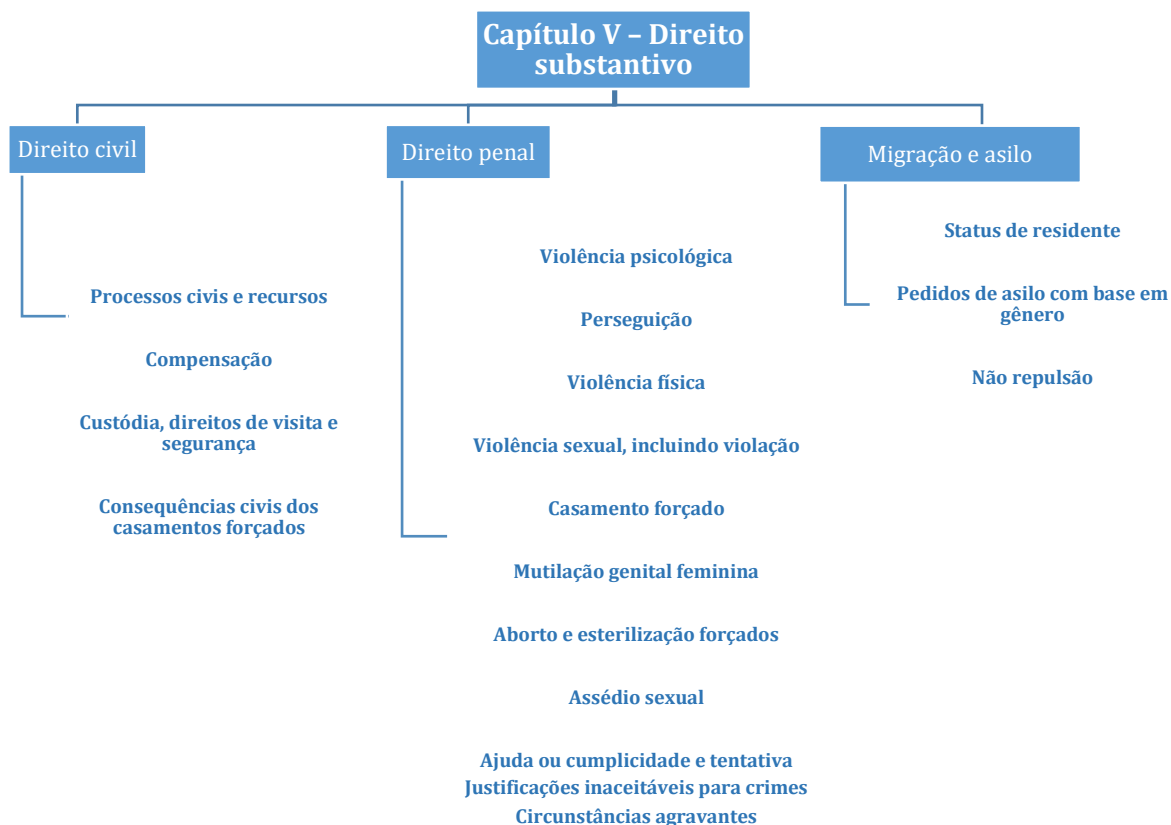 Capítulo V – Direito
substantivo
Direito civil
Processos civis e recursos
Compensação
Custódia, direitos de visita e
segurança
Consequências civis dos
casamentos forçados
Direito penal
Violência psicológica
Perseguição
Violência física
Violência sexual, incluindo violação
Casamento forçado
Mutilação genital feminina
Aborto e esterilização forçados
Assédio sexual
Ajuda ou cumplicidade e tentativa
Justificações inaceitáveis para crimes
Circunstâncias agravantes
Migração e asilo
Status de residente
Pedidos de asilo com base em
gênero
Não repulsão